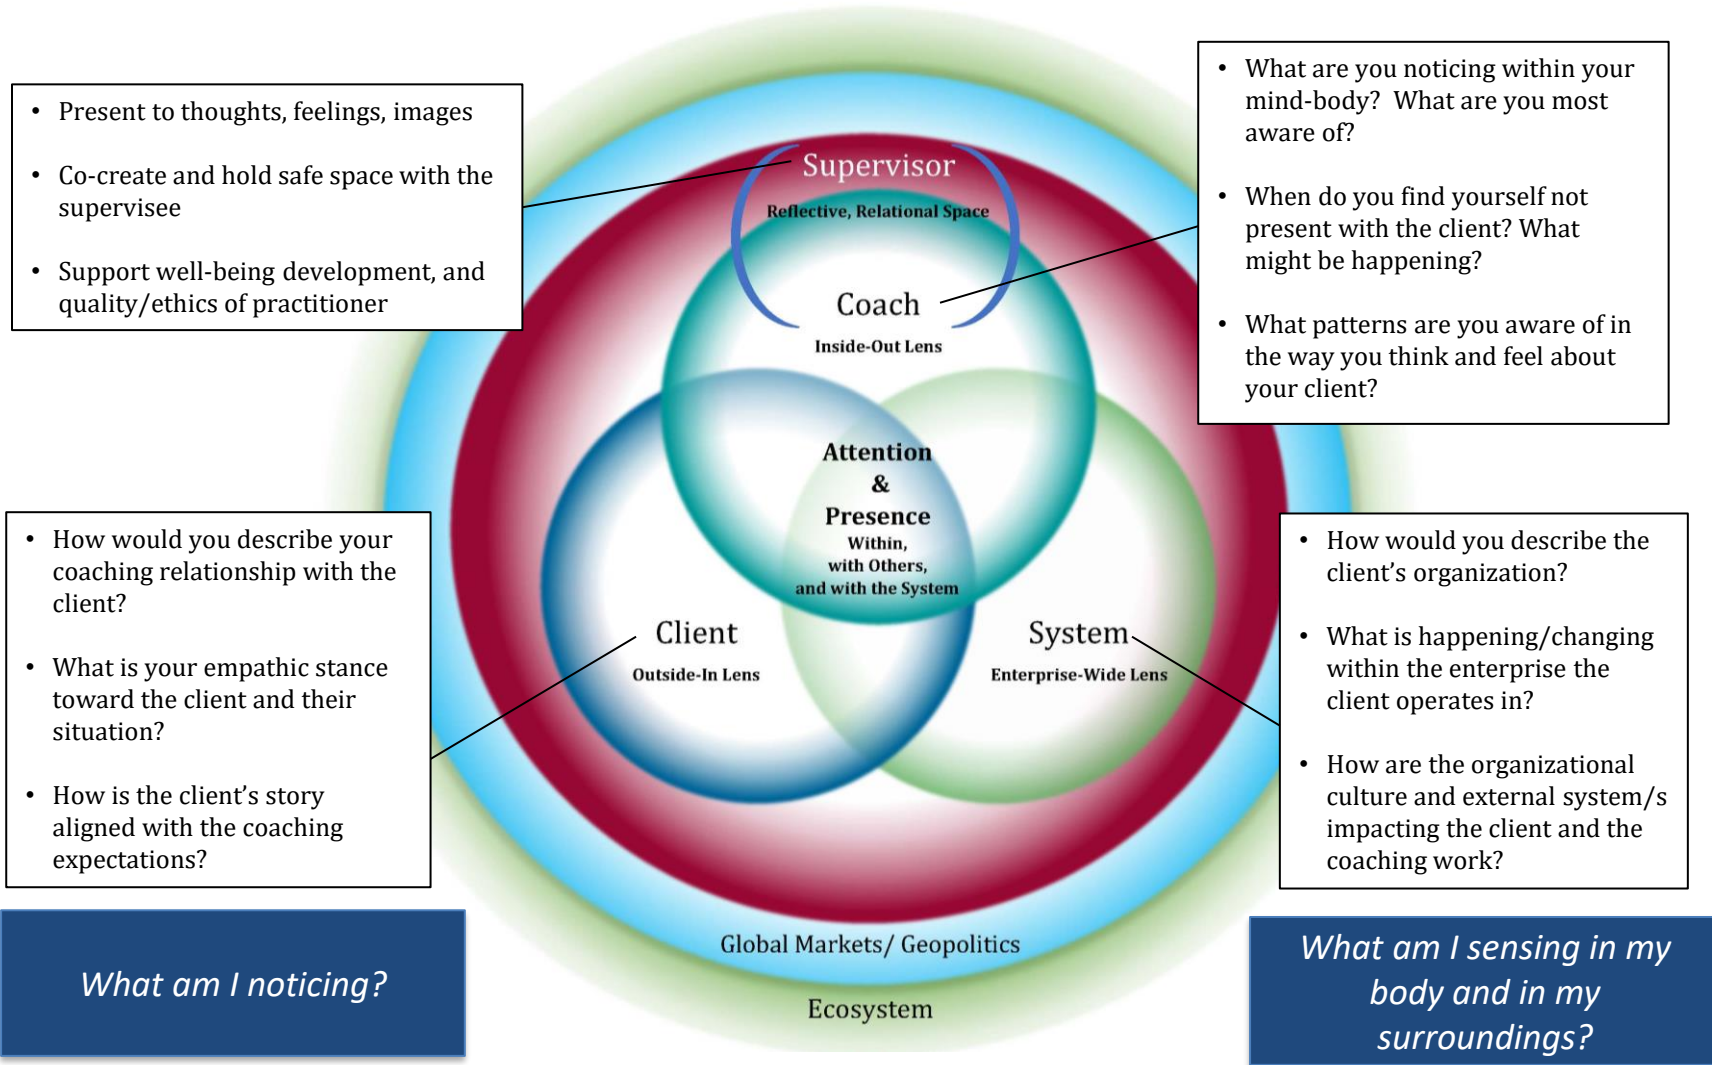 • Present to thoughts, feelings, images
• Co-create and hold safe space with the
supervisee
• Support well-being development, and
quality/ethics of practitioner
• What are you noticing within your
mind-body?  What are you most
aware of?
• When do you find yourself not
present with the client? What
might be happening?
• What patterns are you aware of in
the way you think and feel about
your client?
Supervisor
Reflective, Relational Space
Coach
Inside-Out Lens
Attention
&
Presence
Within,
with Others,
and with the System
Client
Outside-In Lens
System
Enterprise-Wide Lens
• How would you describe your
coaching relationship with the
client?
• What is your empathic stance
toward the client and their
situation?
• How is the client’s story
aligned with the coaching
expectations?
• How would you describe the
client’s organization?
• What is happening/changing
within the enterprise the
client operates in?
• How are the organizational
culture and external system/s
impacting the client and the
coaching work?
Global Markets/ Geopolitics
Ecosystem
What am I noticing?
What am I sensing in my
body and in my
surroundings?